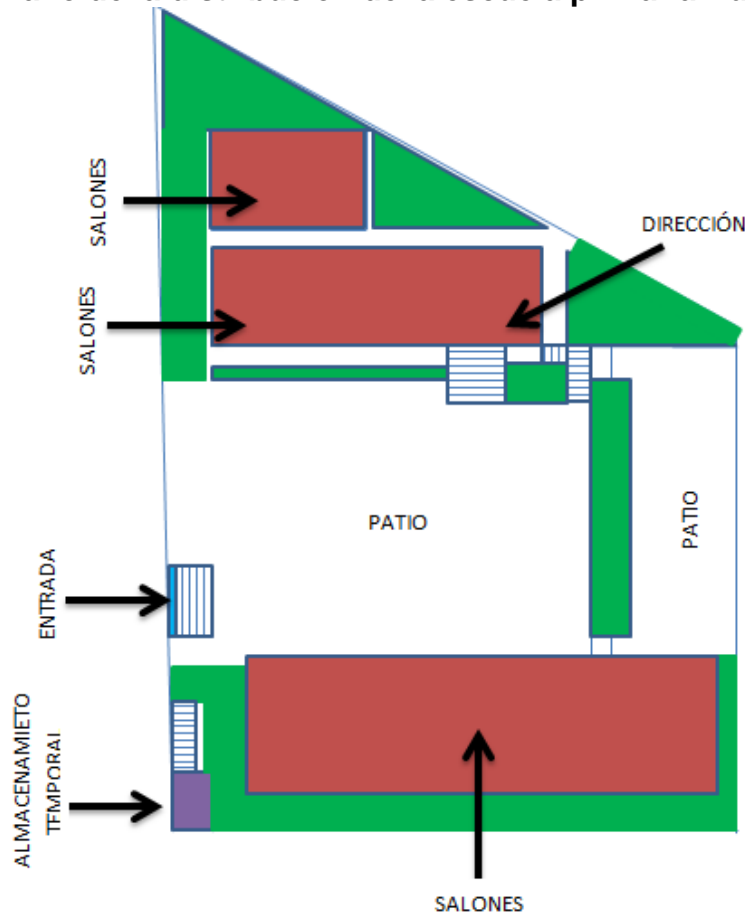 SALONES
DIRECCIÓN
SALONES
PATIO
PATIO
ENTRADA
ALMACENAMIETO
TEMPORAL
SALONES